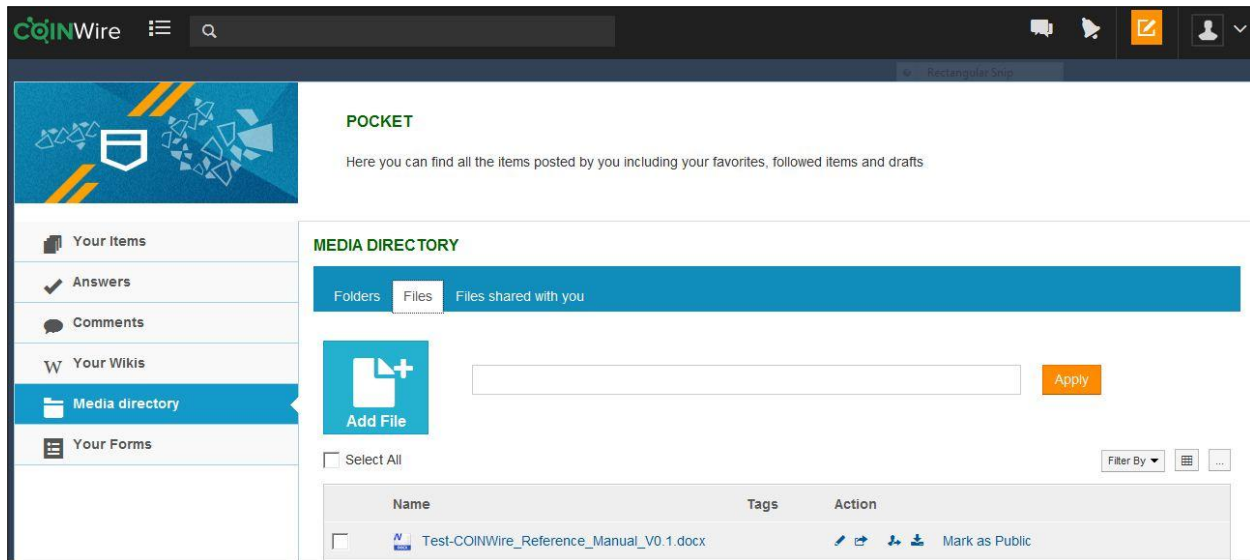 COINWire
Rectangular Snip
POCKET
Here you can find all the items posted by you including your favorites, followed items and drafts
Your Items
Answers
Comments
W Your Wikis
Media directory
Your Forms
MEDIA DIRECTORY
Folders Files Files shared with you
Add File
Apply
Select All
Filter By
...
Name Tags Action
Test-COINWire_Reference_Manual_V0.1.docx Mark as Public